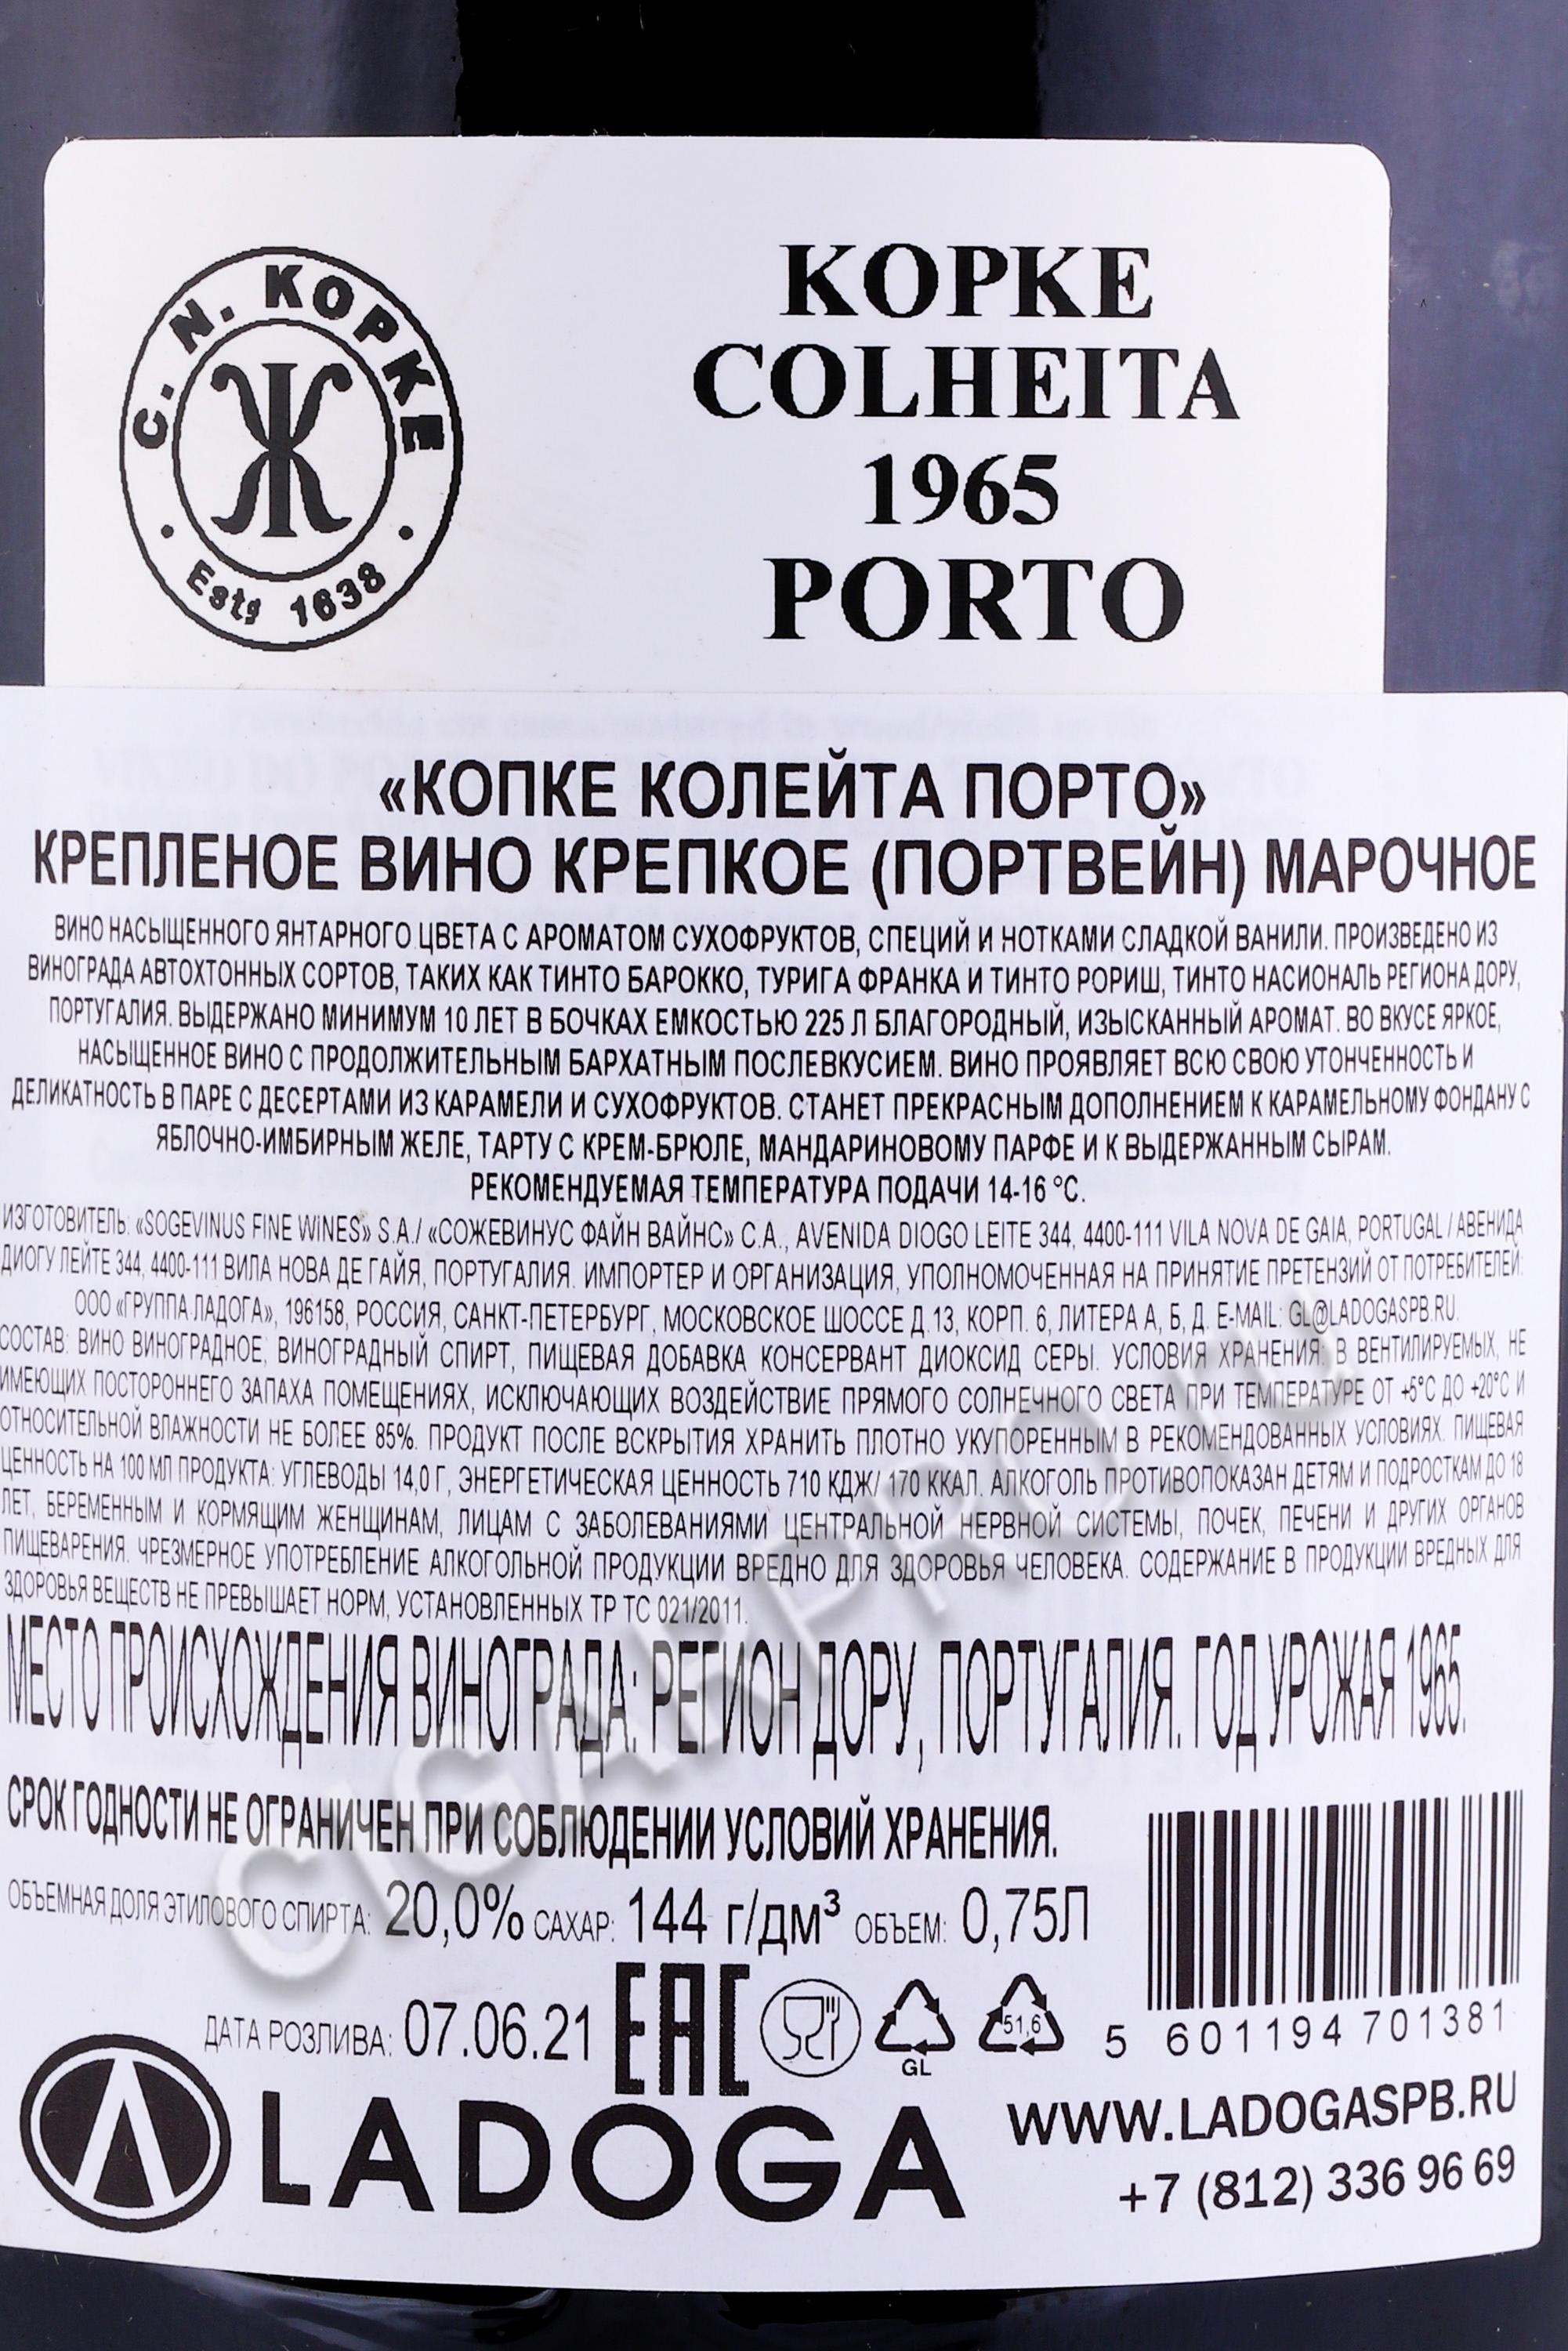 C. N. KOPKE
Estᵈ 1638
KOPKE
COLHEITA
1965
PORTO
«КОПКЕ КОЛЕЙТА ПОРТО»
КРЕПЛЕНОЕ ВИНО КРЕПКОЕ (ПОРТВЕЙН) МАРОЧНОЕ
ВИНО НАСЫЩЕННОГО ЯНТАРНОГО ЦВЕТА С АРОМАТОМ СУХОФРУКТОВ, СПЕЦИЙ И НОТКАМИ СЛАДКОЙ ВАНИЛИ. ПРОИЗВЕДЕНО ИЗ
ВИНОГРАДА АВТОХТОННЫХ СОРТОВ, ТАКИХ КАК ТИНТО БАРОККО, ТУРИГА ФРАНКА И ТИНТО РОРИШ, ТИНТО НАСИОНАЛЬ РЕГИОНА ДОРУ,
ПОРТУГАЛИЯ. ВЫДЕРЖАНО МИНИМУМ 10 ЛЕТ В БОЧКАХ ЕМКОСТЬЮ 225 Л БЛАГОРОДНЫЙ, ИЗЫСКАННЫЙ АРОМАТ. ВО ВКУСЕ ЯРКОЕ,
НАСЫЩЕННОЕ ВИНО С ПРОДОЛЖИТЕЛЬНЫМ БАРХАТНЫМ ПОСЛЕВКУСИЕМ. ВИНО ПРОЯВЛЯЕТ ВСЮ СВОЮ УТОНЧЕННОСТЬ И
ДЕЛИКАТНОСТЬ В ПАРЕ С ДЕСЕРТАМИ ИЗ КАРАМЕЛИ И СУХОФРУКТОВ. СТАНЕТ ПРЕКРАСНЫМ ДОПОЛНЕНИЕМ К КАРАМЕЛЬНОМУ ФОНДАНУ С
ЯБЛОЧНО-ИМБИРНЫМ ЖЕЛЕ, ТАРТУ С КРЕМ-БРЮЛЕ, МАНДАРИНОВОМУ ПАРФЕ И К ВЫДЕРЖАННЫМ СЫРАМ.
РЕКОМЕНДУЕМАЯ ТЕМПЕРАТУРА ПОДАЧИ 14-16 °С.
ИЗГОТОВИТЕЛЬ: «SOGEVINUS FINE WINES» S.A./ «СОЖЕВИНУС ФАЙН ВАЙНС» С.А., AVENIDA DIOGO LEITE 344, 4400-111 VILA NOVA DE GAIA, PORTUGAL / АВЕНИДА
ДИОГУ ЛЕЙТЕ 344, 4400-111 ВИЛА НОВА ДЕ ГАЙЯ, ПОРТУГАЛИЯ. ИМПОРТЕР И ОРГАНИЗАЦИЯ, УПОЛНОМОЧЕННАЯ НА ПРИНЯТИЕ ПРЕТЕНЗИЙ ОТ ПОТРЕБИТЕЛЕЙ:
ООО «ГРУППА ЛАДОГА», 196158, РОССИЯ, САНКТ-ПЕТЕРБУРГ, МОСКОВСКОЕ ШОССЕ Д.13, КОРП. 6, ЛИТЕРА А, Б, Д. E-MAIL: GL@LADOGASPB.RU.
СОСТАВ: ВИНО ВИНОГРАДНОЕ, ВИНОГРАДНЫЙ СПИРТ, ПИЩЕВАЯ ДОБАВКА КОНСЕРВАНТ ДИОКСИД СЕРЫ. УСЛОВИЯ ХРАНЕНИЯ: В ВЕНТИЛИРУЕМЫХ, НЕ
ИМЕЮЩИХ ПОСТОРОННЕГО ЗАПАХА ПОМЕЩЕНИЯХ, ИСКЛЮЧАЮЩИХ ВОЗДЕЙСТВИЕ ПРЯМОГО СОЛНЕЧНОГО СВЕТА ПРИ ТЕМПЕРАТУРЕ ОТ +5°С ДО +20°С И
ОТНОСИТЕЛЬНОЙ ВЛАЖНОСТИ НЕ БОЛЕЕ 85%. ПРОДУКТ ПОСЛЕ ВСКРЫТИЯ ХРАНИТЬ ПЛОТНО УКУПОРЕННЫМ В РЕКОМЕНДОВАННЫХ УСЛОВИЯХ. ПИЩЕВАЯ
ЦЕННОСТЬ НА 100 МЛ ПРОДУКТА: УГЛЕВОДЫ 14,0 Г, ЭНЕРГЕТИЧЕСКАЯ ЦЕННОСТЬ 710 КДЖ/ 170 ККАЛ. АЛКОГОЛЬ ПРОТИВОПОКАЗАН ДЕТЯМ И ПОДРОСТКАМ ДО 18
ЛЕТ, БЕРЕМЕННЫМ И КОРМЯЩИМ ЖЕНЩИНАМ, ЛИЦАМ С ЗАБОЛЕВАНИЯМИ ЦЕНТРАЛЬНОЙ НЕРВНОЙ СИСТЕМЫ, ПОЧЕК, ПЕЧЕНИ И ДРУГИХ ОРГАНОВ
ПИЩЕВАРЕНИЯ. ЧРЕЗМЕРНОЕ УПОТРЕБЛЕНИЕ АЛКОГОЛЬНОЙ ПРОДУКЦИИ ВРЕДНО ДЛЯ ЗДОРОВЬЯ ЧЕЛОВЕКА. СОДЕРЖАНИЕ В ПРОДУКЦИИ ВРЕДНЫХ ДЛЯ
ЗДОРОВЬЯ ВЕЩЕСТВ НЕ ПРЕВЫШАЕТ НОРМ, УСТАНОВЛЕННЫХ ТР ТС 021/2011.
МЕСТО ПРОИСХОЖДЕНИЯ ВИНОГРАДА: РЕГИОН ДОРУ, ПОРТУГАЛИЯ. ГОД УРОЖАЯ 1965.
СРОК ГОДНОСТИ НЕ ОГРАНИЧЕН ПРИ СОБЛЮДЕНИИ УСЛОВИЙ ХРАНЕНИЯ.
ОБЪЕМНАЯ ДОЛЯ ЭТИЛОВОГО СПИРТА: 20,0% САХАР: 144 г/дм³ ОБЪЕМ: 0,75Л
ДАТА РОЗЛИВА: 07.06.21 EAC
GL
51,6
5 601194 701381
LADOGA
WWW.LADOGASPB.RU
+7 (812) 336 96 69
CIGARPRO.ru